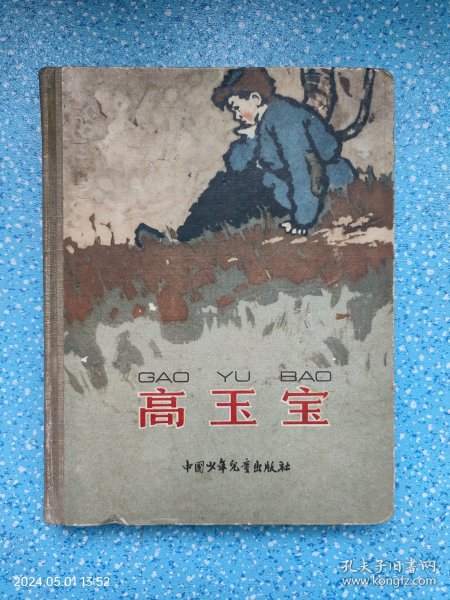 GAO YU BAO
高玉宝
中国少年兒童出版社
2024.05.01 13:52
孔夫子旧书网
www.kongfz.com